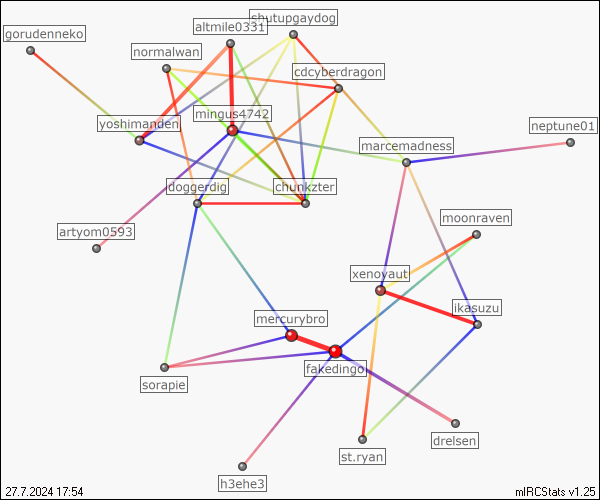 shutupgaydog
altmile0331
gorudenneko
normalwan
cdcyberdragon
mingus4742
yoshimanden
neptune01
marcemadness
doggerdig
chunkzter
moonraven
artyom0593
xenoyaut
ikasuzu
mercurybro
fakedingo
sorapie
drelsen
st.ryan
h3ehe3
27.7.2024 17:54
mIRCStats v1.25